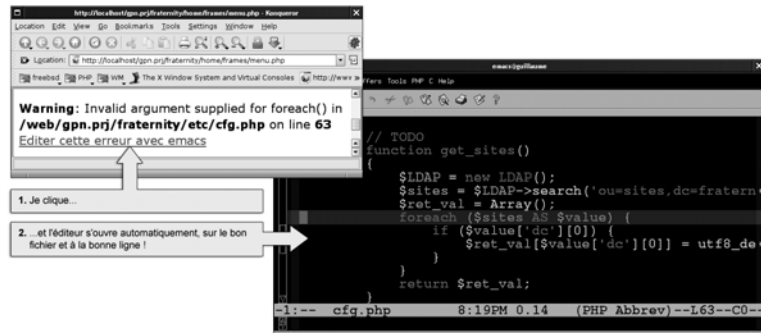 http://localhost/gpn.prj/fraternity/home/frames/menu.php - Konqueror
Location Edit View Go Bookmarks Tools Settings Window Help
Location: http://localhost/gpn.prj/fraternity/home/frames/menu.php
freebsd PHP WM The X Window System and Virtual Consoles http://www
Warning: Invalid argument supplied for foreach() in
/web/gpn.prj/fraternity/etc/cfg.php on line 63
Editer cette erreur avec emacs
1. Je clique...
2. ...et l'éditeur s'ouvre automatiquement, sur le bon
fichier et à la bonne ligne !
emacs@guillaume
ffers Tools PHP C Help
// TODO
function get_sites()
{
$LDAP = new LDAP();
$sites = $LDAP->search('ou=sites,dc=fratern
$ret_val = Array();
foreach ($sites AS $value) {
if ($value['dc'][0]) {
$ret_val[$value['dc'][0]] = utf8_de
}
}
return $ret_val;
}
-1:-- cfg.php 8:19PM 0.14 (PHP Abbrev)--L63--C0--